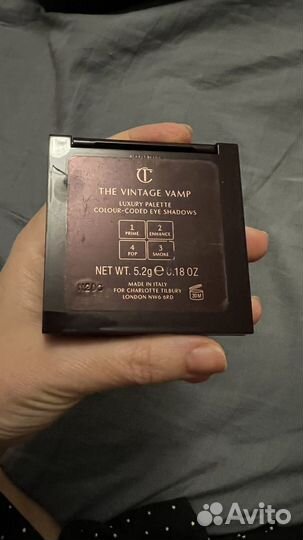 CT
THE VINTAGE VAMP
LUXURY PALETTE
COLOUR-CODED EYE SHADOWS
1 2
PRIME ENHANCE
4 3
POP SMOKE
NET WT. 5.2g ℮ 0.18 OZ
MADE IN ITALY
FOR CHARLOTTE TILBURY
LONDON NW6 6RD
20M
Avito